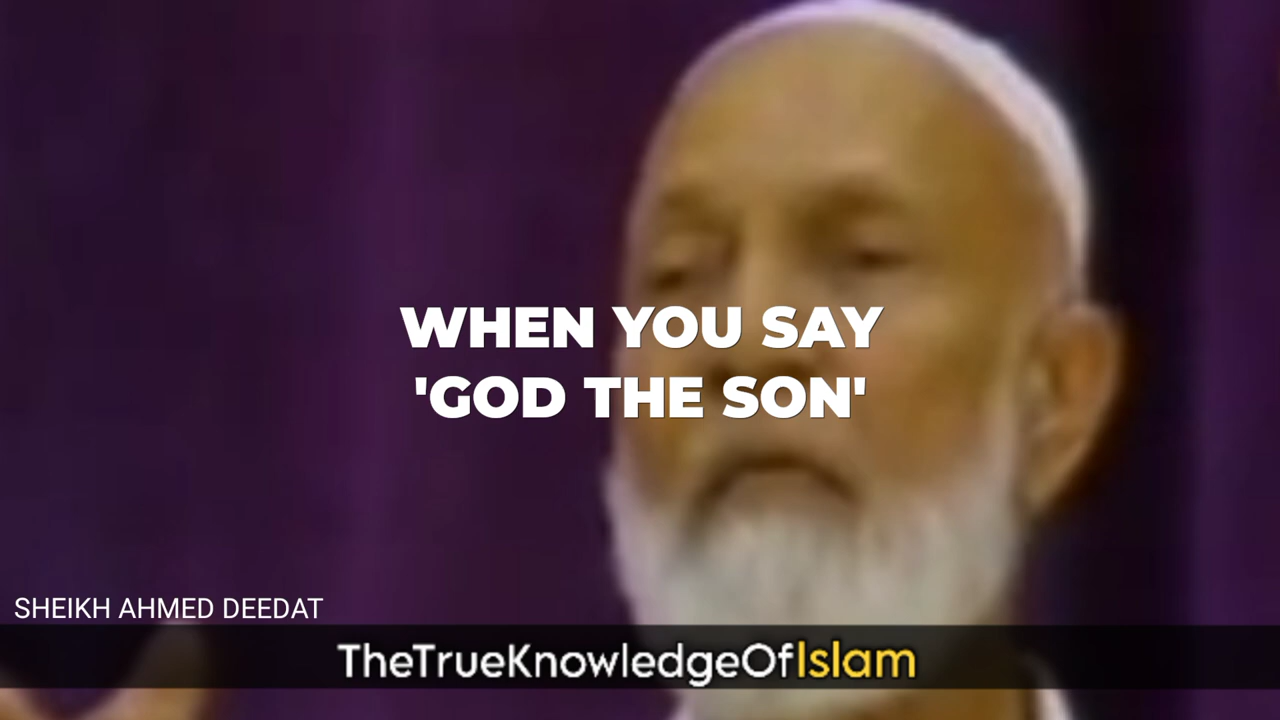 WHEN YOU SAY
'GOD THE SON'
SHEIKH AHMED DEEDAT
TheTrueKnowledgeOfIslam